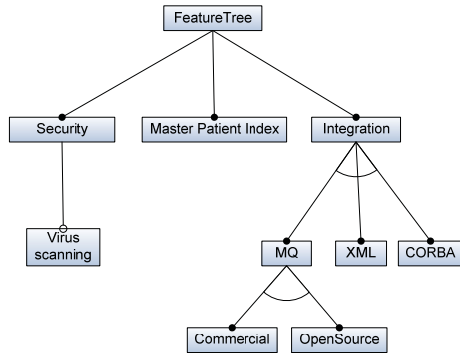 FeatureTree
Security
Master Patient Index
Integration
Virus
scanning
MQ
XML
CORBA
Commercial
OpenSource